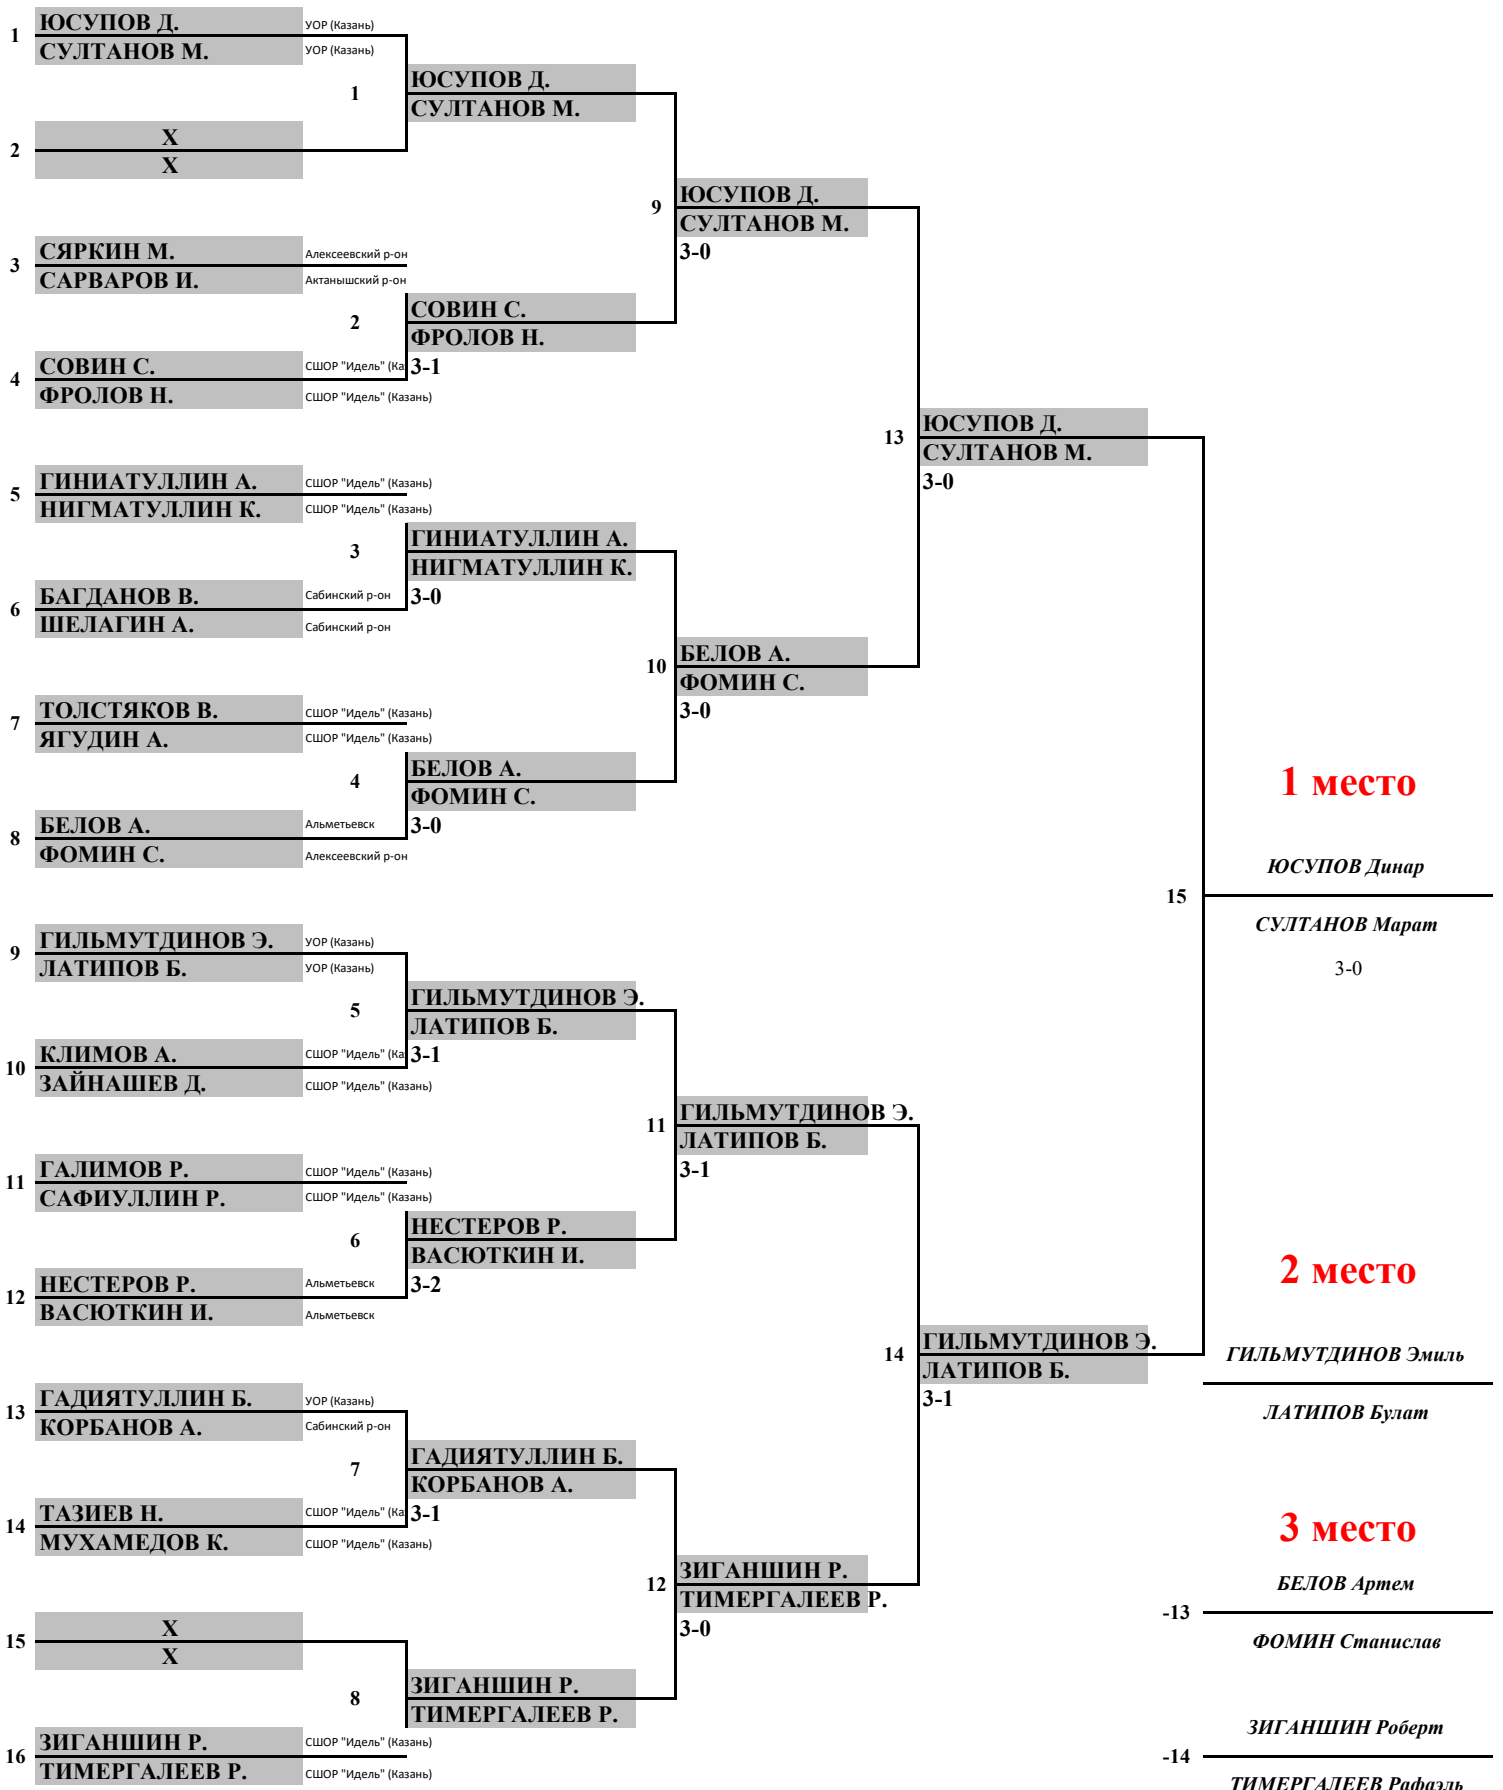 ЮСУПОВ Д. УОР (Казань)
1
СУЛТАНОВ М. УОР (Казань)
ЮСУПОВ Д.
1
СУЛТАНОВ М.
X
2
X
ЮСУПОВ Д.
9
СУЛТАНОВ М.
СЯРКИН М. Алексеевский р-он 3-0
3
САРВАРОВ И. Актанышский р-он
СОВИН С.
2
ФРОЛОВ Н.
СОВИН С. СШОР "Идель" (Ка 3-1
4
ФРОЛОВ Н. СШОР "Идель" (Казань)
ЮСУПОВ Д.
13
СУЛТАНОВ М.
ГИНИАТУЛЛИН А. СШОР "Идель" (Казань) 3-0
5
НИГМАТУЛЛИН К. СШОР "Идель" (Казань)
ГИНИАТУЛЛИН А.
3
НИГМАТУЛЛИН К.
БАГДАНОВ В. Сабинский р-он 3-0
6
ШЕЛАГИН А. Сабинский р-он
БЕЛОВ А.
10
ФОМИН С.
ТОЛСТЯКОВ В. СШОР "Идель" (Казань) 3-0
7
ЯГУДИН А. СШОР "Идель" (Казань)
БЕЛОВ А.
4 1 место
ФОМИН С.
БЕЛОВ А. Альметьевск 3-0
8
ФОМИН С. Алексеевский р-он
ЮСУПОВ Динар
15
СУЛТАНОВ Марат
ГИЛЬМУТДИНОВ Э. УОР (Казань)
9
ЛАТИПОВ Б. УОР (Казань) 3-0
ГИЛЬМУТДИНОВ Э.
5
ЛАТИПОВ Б.
КЛИМОВ А. СШОР "Идель" (Ка 3-1
10
ЗАЙНАШЕВ Д. СШОР "Идель" (Казань)
ГИЛЬМУТДИНОВ Э.
11
ЛАТИПОВ Б.
ГАЛИМОВ Р. СШОР "Идель" (Казань) 3-1
11
САФИУЛЛИН Р. СШОР "Идель" (Казань)
НЕСТЕРОВ Р.
6
ВАСЮТКИН И.
2 место
НЕСТЕРОВ Р. Альметьевск 3-2
12
ВАСЮТКИН И. Альметьевск
ГИЛЬМУТДИНОВ Э.
14 ГИЛЬМУТДИНОВ Эмиль
ЛАТИПОВ Б.
ГАДИЯТУЛЛИН Б. УОР (Казань) 3-1
13 ЛАТИПОВ Булат
КОРБАНОВ А. Сабинский р-он
ГАДИЯТУЛЛИН Б.
7
КОРБАНОВ А.
ТАЗИЕВ Н. СШОР "Идель" (Ка 3-1
14 3 место
МУХАМЕДОВ К. СШОР "Идель" (Казань)
ЗИГАНШИН Р.
12 БЕЛОВ Артем
ТИМЕРГАЛЕЕВ Р.
-13
X 3-0
15 ФОМИН Станислав
X
ЗИГАНШИН Р.
8
ТИМЕРГАЛЕЕВ Р.
ЗИГАНШИН Роберт
ЗИГАНШИН Р. СШОР "Идель" (Казань)
16 -14
ТИМЕРГАЛЕЕВ Р. СШОР "Идель" (Казань)
ТИМЕРГАЛЕЕВ Рафаэль